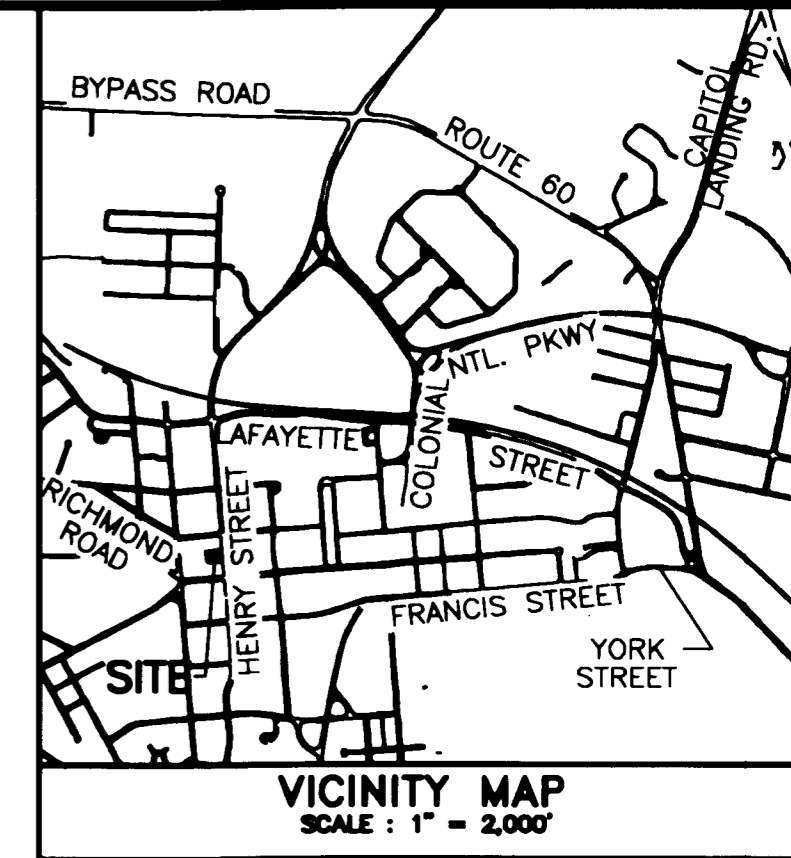 BYPASS ROAD
ROUTE 60
CAPITOL
LANDING RD.
COLONIAL
NTL. PKWY
LAFAYETTE
STREET
RICHMOND
ROAD
HENRY STREET
FRANCIS STREET
YORK
STREET
SITE
VICINITY MAP
SCALE : 1" = 2,000'